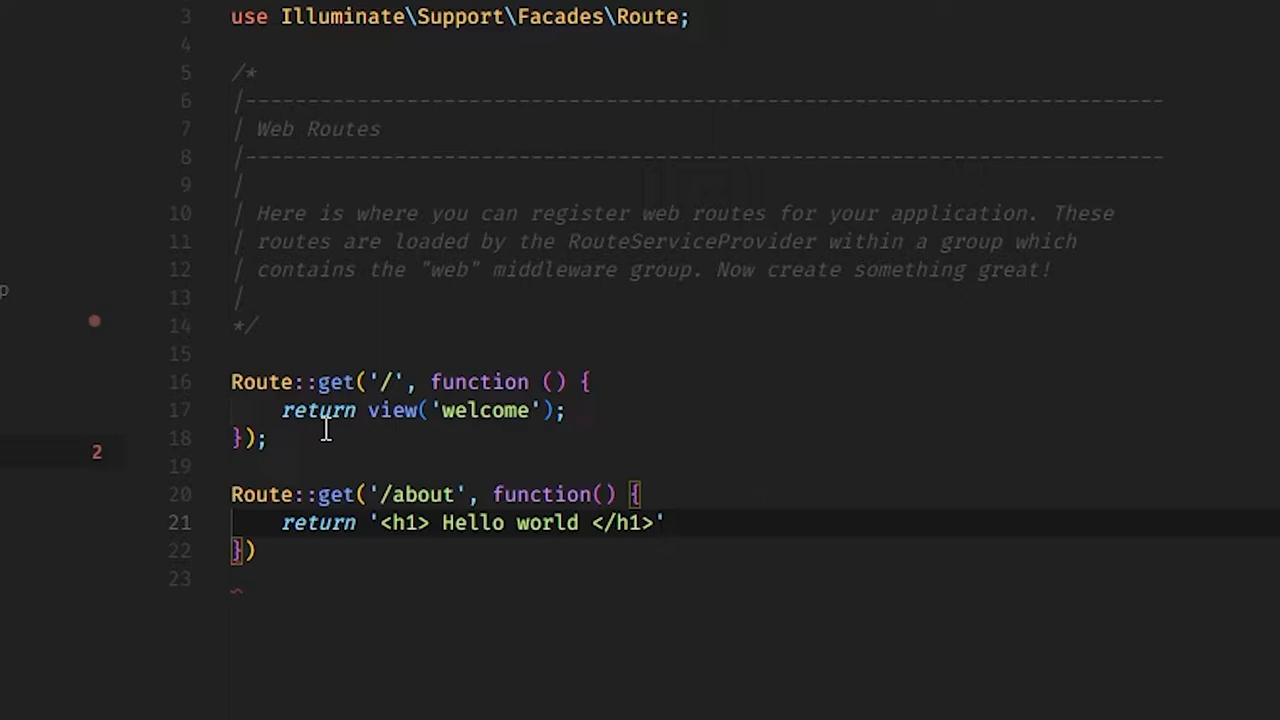 3 use Illuminate\Support\Facades\Route;
4
5 /*
6 |--------------------------------------------------------------------------
7 | Web Routes
8 |--------------------------------------------------------------------------
9 |
10 | Here is where you can register web routes for your application. These
11 | routes are loaded by the RouteServiceProvider within a group which
12 | contains the "web" middleware group. Now create something great!
13 |
14 */
15
16 Route::get('/', function () {
17     return view('welcome');
18 });
19
20 Route::get('/about', function() {
21     return '<h1> Hello world </h1>'
22 })
23
p
2